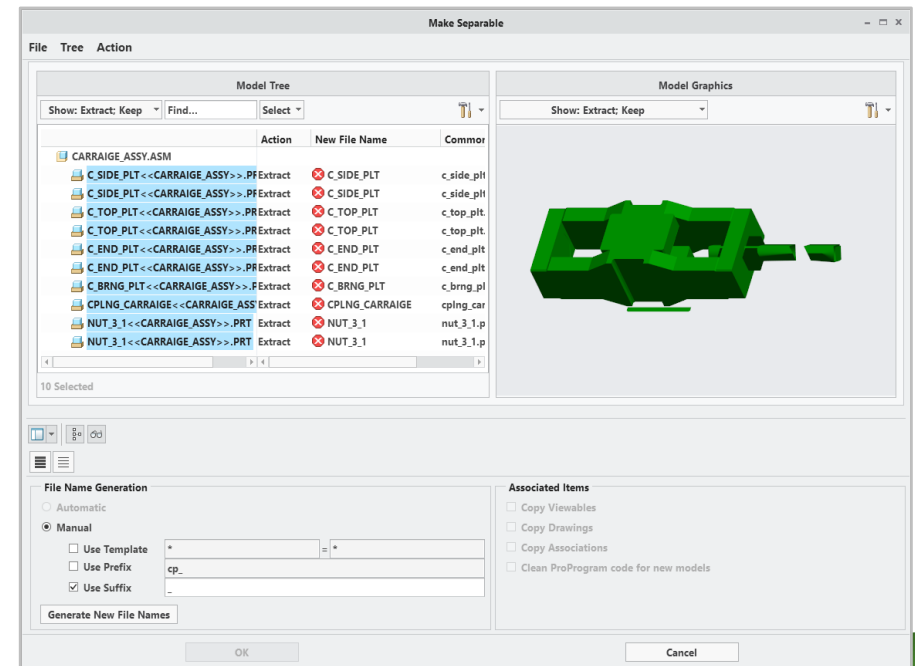 Make Separable
File Tree Action
Model Tree
Show: Extract; Keep Find... Select
Action New File Name Commor
CARRAIGE_ASSY.ASM
C_SIDE_PLT<<CARRAIGE_ASSY>>.PF Extract C_SIDE_PLT c_side_plt
C_SIDE_PLT<<CARRAIGE_ASSY>>.PF Extract C_SIDE_PLT c_side_plt
C_TOP_PLT<<CARRAIGE_ASSY>>.PR Extract C_TOP_PLT c_top_plt.
C_TOP_PLT<<CARRAIGE_ASSY>>.PR Extract C_TOP_PLT c_top_plt.
C_END_PLT<<CARRAIGE_ASSY>>.PR Extract C_END_PLT c_end_plt
C_END_PLT<<CARRAIGE_ASSY>>.PR Extract C_END_PLT c_end_plt
C_BRNG_PLT<<CARRAIGE_ASSY>>.P Extract C_BRNG_PLT c_brng_pl
CPLNG_CARRAIGE<<CARRAIGE_ASS Extract CPLNG_CARRAIGE cplng_car
NUT_3_1<<CARRAIGE_ASSY>>.PRT Extract NUT_3_1 nut_3_1.p
NUT_3_1<<CARRAIGE_ASSY>>.PRT Extract NUT_3_1 nut_3_1.p
10 Selected
Model Graphics
Show: Extract; Keep
File Name Generation
Automatic
Manual
Use Template * = *
Use Prefix cp_
Use Suffix _
Generate New File Names
Associated Items
Copy Viewables
Copy Drawings
Copy Associations
Clean ProProgram code for new models
OK Cancel